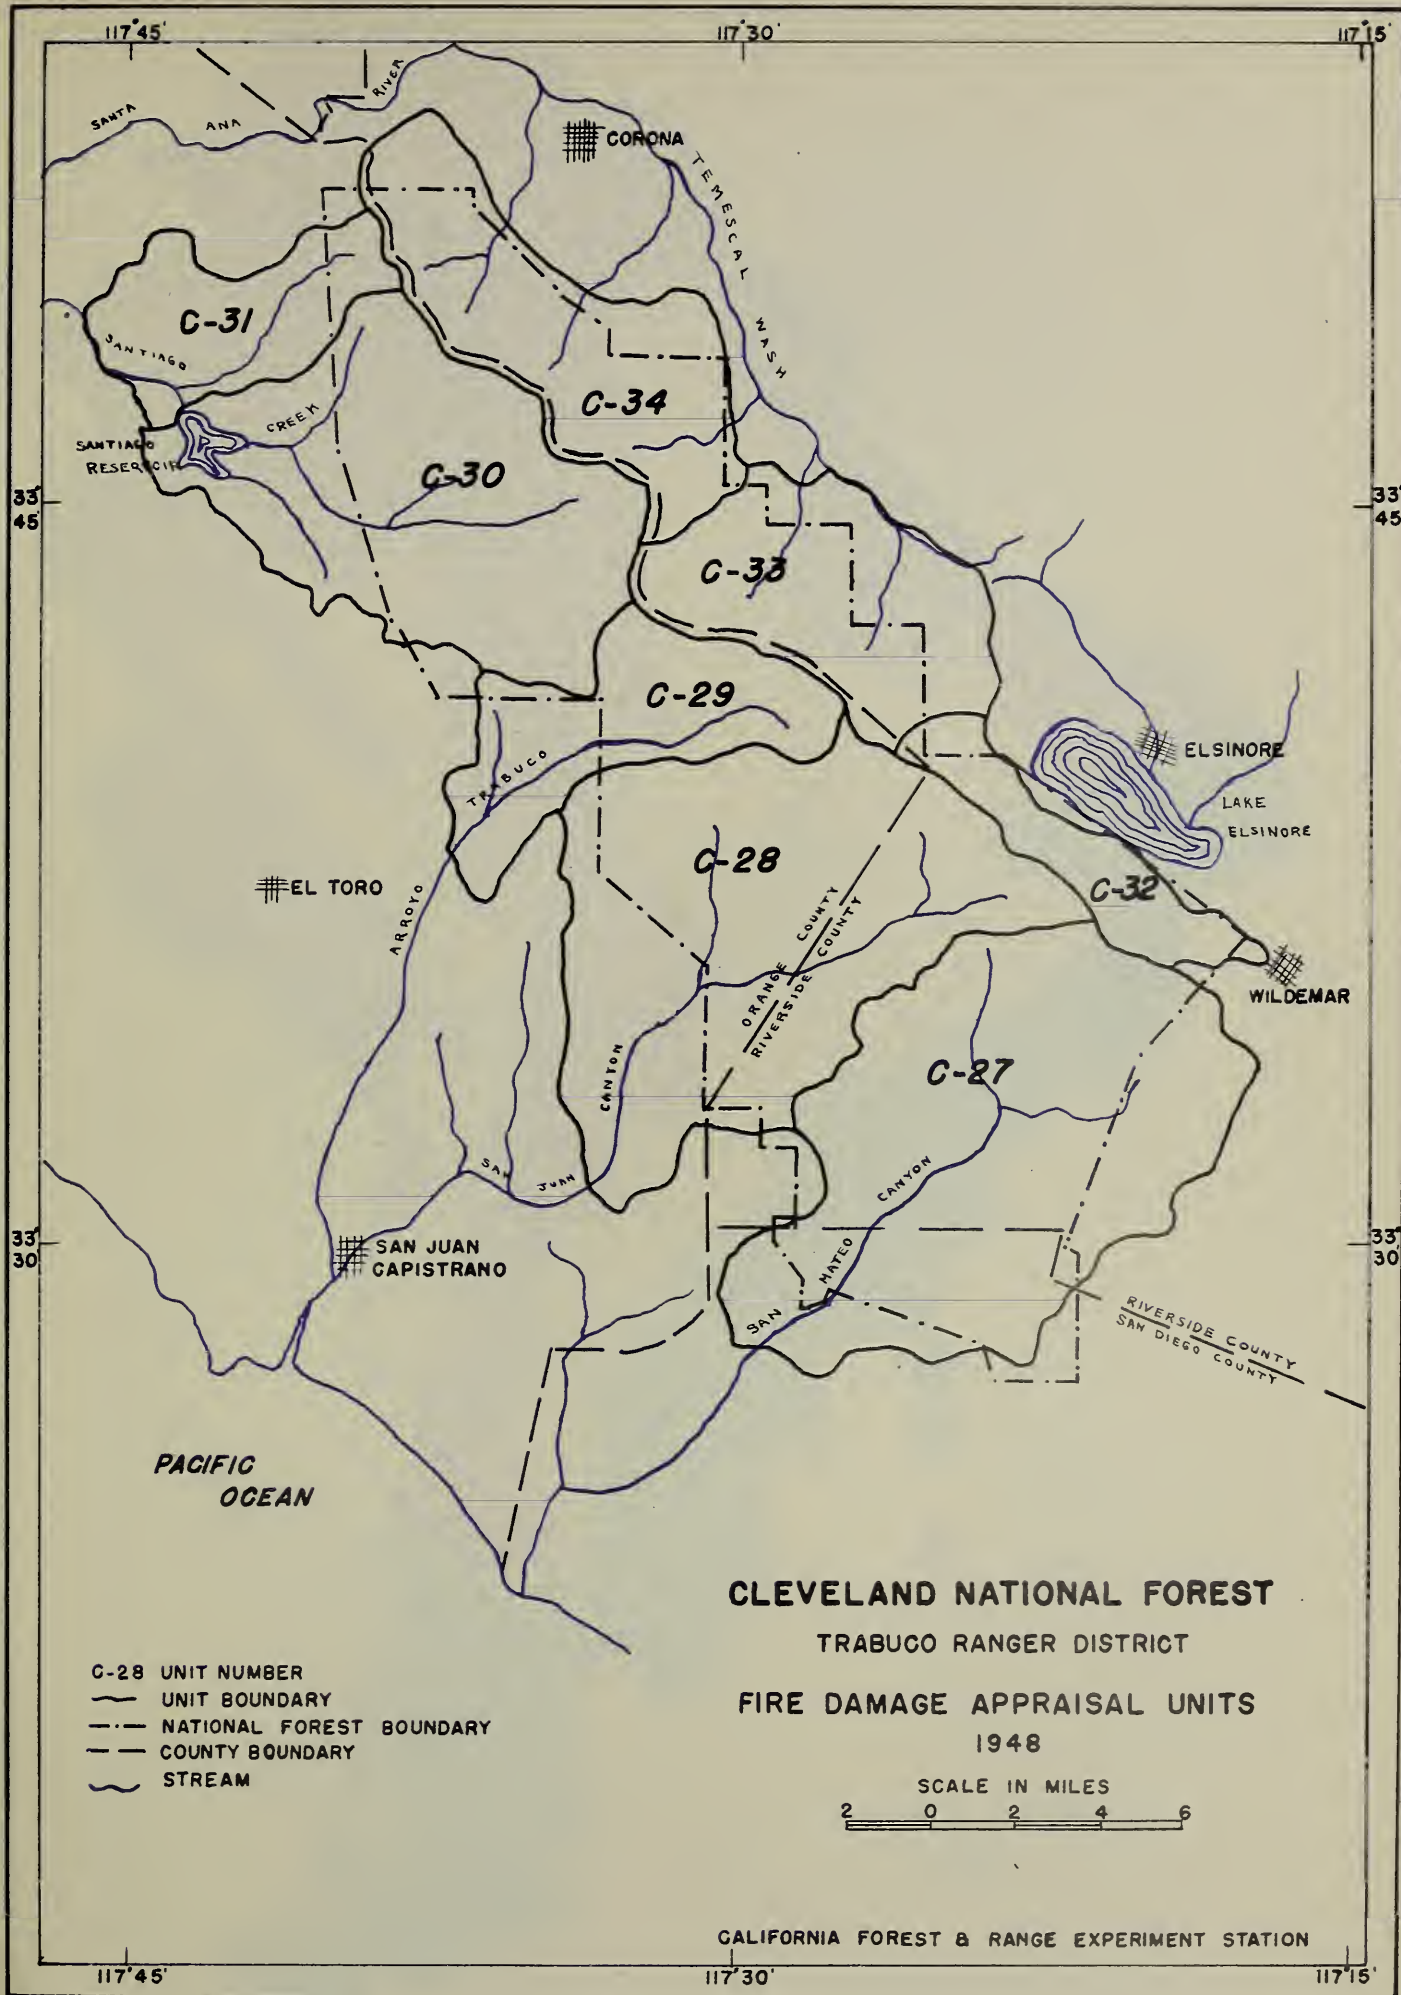 117°45'
117°30'
117°15'
SANTA ANA RIVER
CORONA
TEMESCAL WASH
C-31
SANTIAGO
CREEK
C-34
SANTIAGO
RESERVOIR
C-30
33°
45'
33°
45'
C-33
C-29
TRABUCO
ELSINORE
LAKE
ELSINORE
C-28
C-32
EL TORO
ARROYO
ORANGE COUNTY
RIVERSIDE COUNTY
WILDEMAR
CANYON
C-27
SAN JUAN
CANYON
MATEO
SAN
33°
30'
33°
30'
SAN JUAN
CAPISTRANO
RIVERSIDE COUNTY
SAN DIEGO COUNTY
PACIFIC
OCEAN
CLEVELAND NATIONAL FOREST
TRABUCO RANGER DISTRICT
FIRE DAMAGE APPRAISAL UNITS
1948
C-28 UNIT NUMBER
UNIT BOUNDARY
NATIONAL FOREST BOUNDARY
COUNTY BOUNDARY
STREAM
SCALE IN MILES
2 0 2 4 6
CALIFORNIA FOREST & RANGE EXPERIMENT STATION
117°45'
117°30'
117°15'